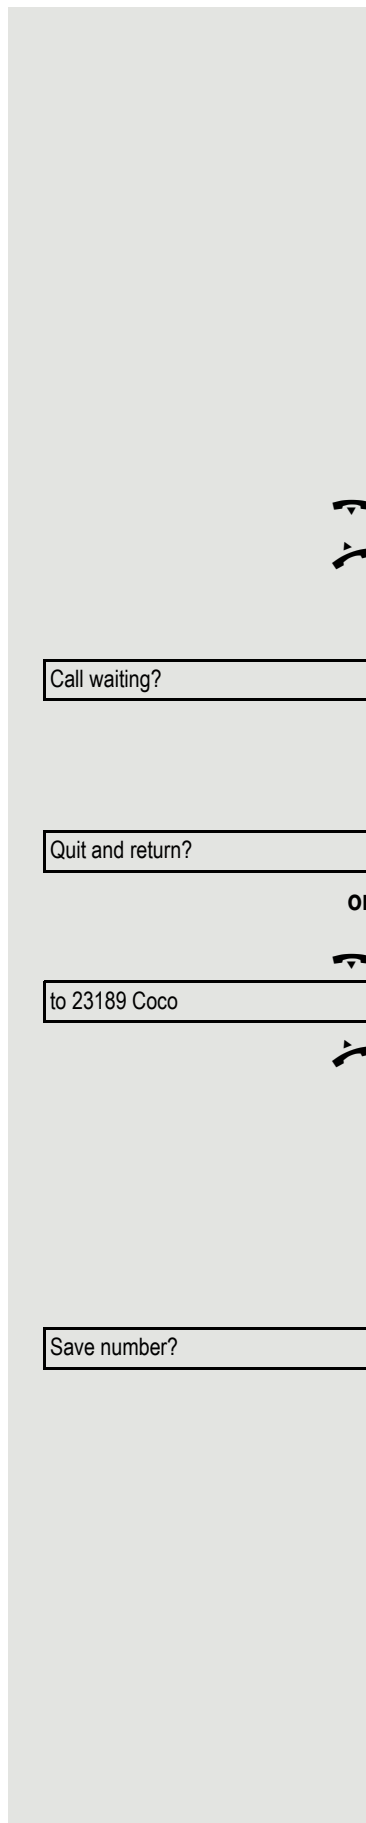 Call waiting?
Quit and return?
or
to 23189 Coco
Save number?